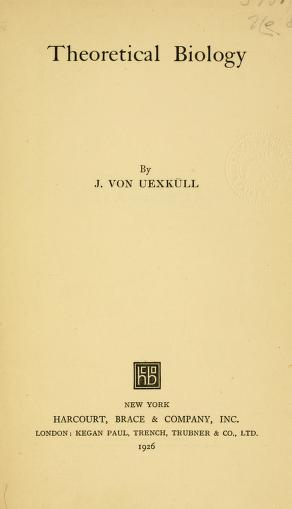 Theoretical Biology
By
J. VON UEXKÜLL
NEW YORK
HARCOURT, BRACE & COMPANY, INC.
LONDON: KEGAN PAUL, TRENCH, TRUBNER & CO., LTD.
1926